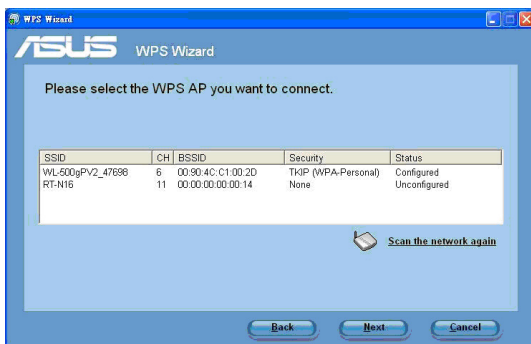 WPS Wizard
ASUS WPS Wizard
Please select the WPS AP you want to connect.
SSID CH BSSID Security Status
WL-500gPV2_47698 6 00:90:4C:C1:00:2D TKIP (WPA-Personal) Configured
RT-N16 11 00:00:00:00:00:14 None Unconfigured
Scan the network again
Back Next Cancel